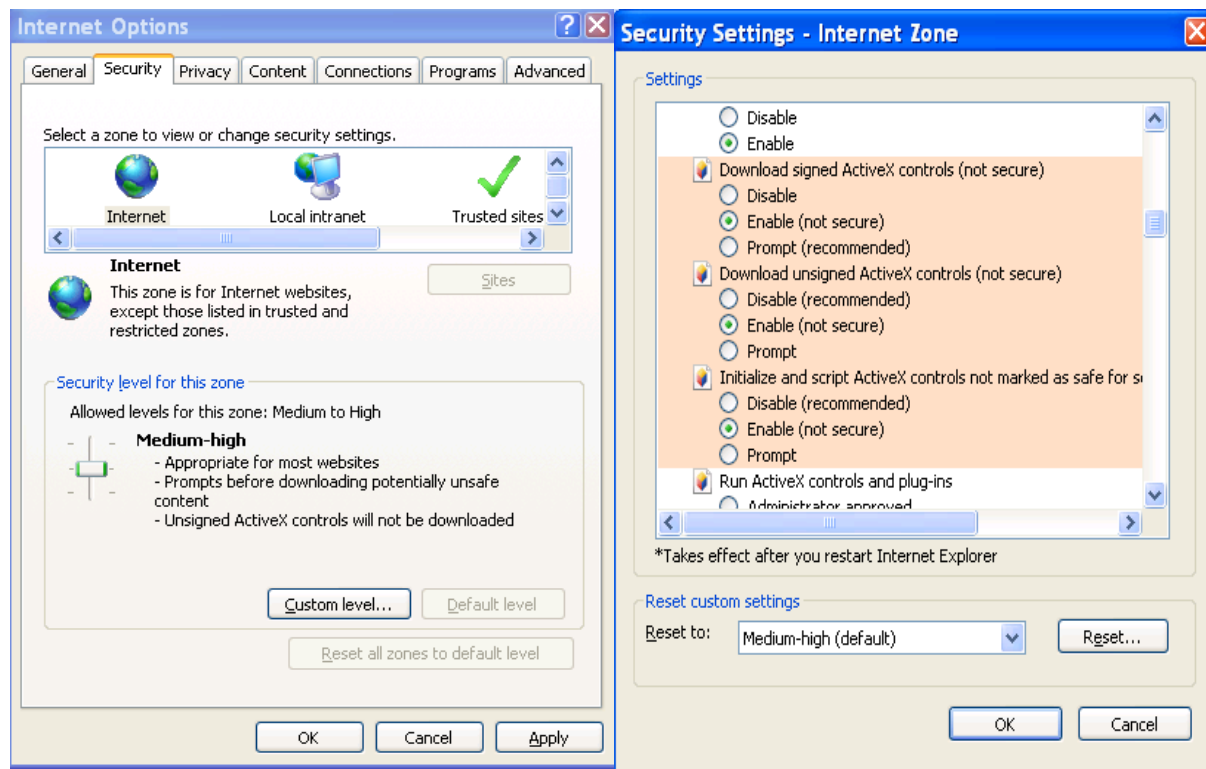 Internet Options
General Security Privacy Content Connections Programs Advanced
Select a zone to view or change security settings.
Internet Local intranet Trusted sites
Internet
This zone is for Internet websites,
except those listed in trusted and
restricted zones.
Sites
Security level for this zone
Allowed levels for this zone: Medium to High
Medium-high
- Appropriate for most websites
- Prompts before downloading potentially unsafe
content
- Unsigned ActiveX controls will not be downloaded
Custom level... Default level
Reset all zones to default level
OK Cancel Apply
Security Settings - Internet Zone
Settings
Disable
Enable
Download signed ActiveX controls (not secure)
Disable
Enable (not secure)
Prompt (recommended)
Download unsigned ActiveX controls (not secure)
Disable (recommended)
Enable (not secure)
Prompt
Initialize and script ActiveX controls not marked as safe for
Disable (recommended)
Enable (not secure)
Prompt
Run ActiveX controls and plug-ins
Administrator approved
*Takes effect after you restart Internet Explorer
Reset custom settings
Reset to: Medium-high (default) Reset...
OK Cancel